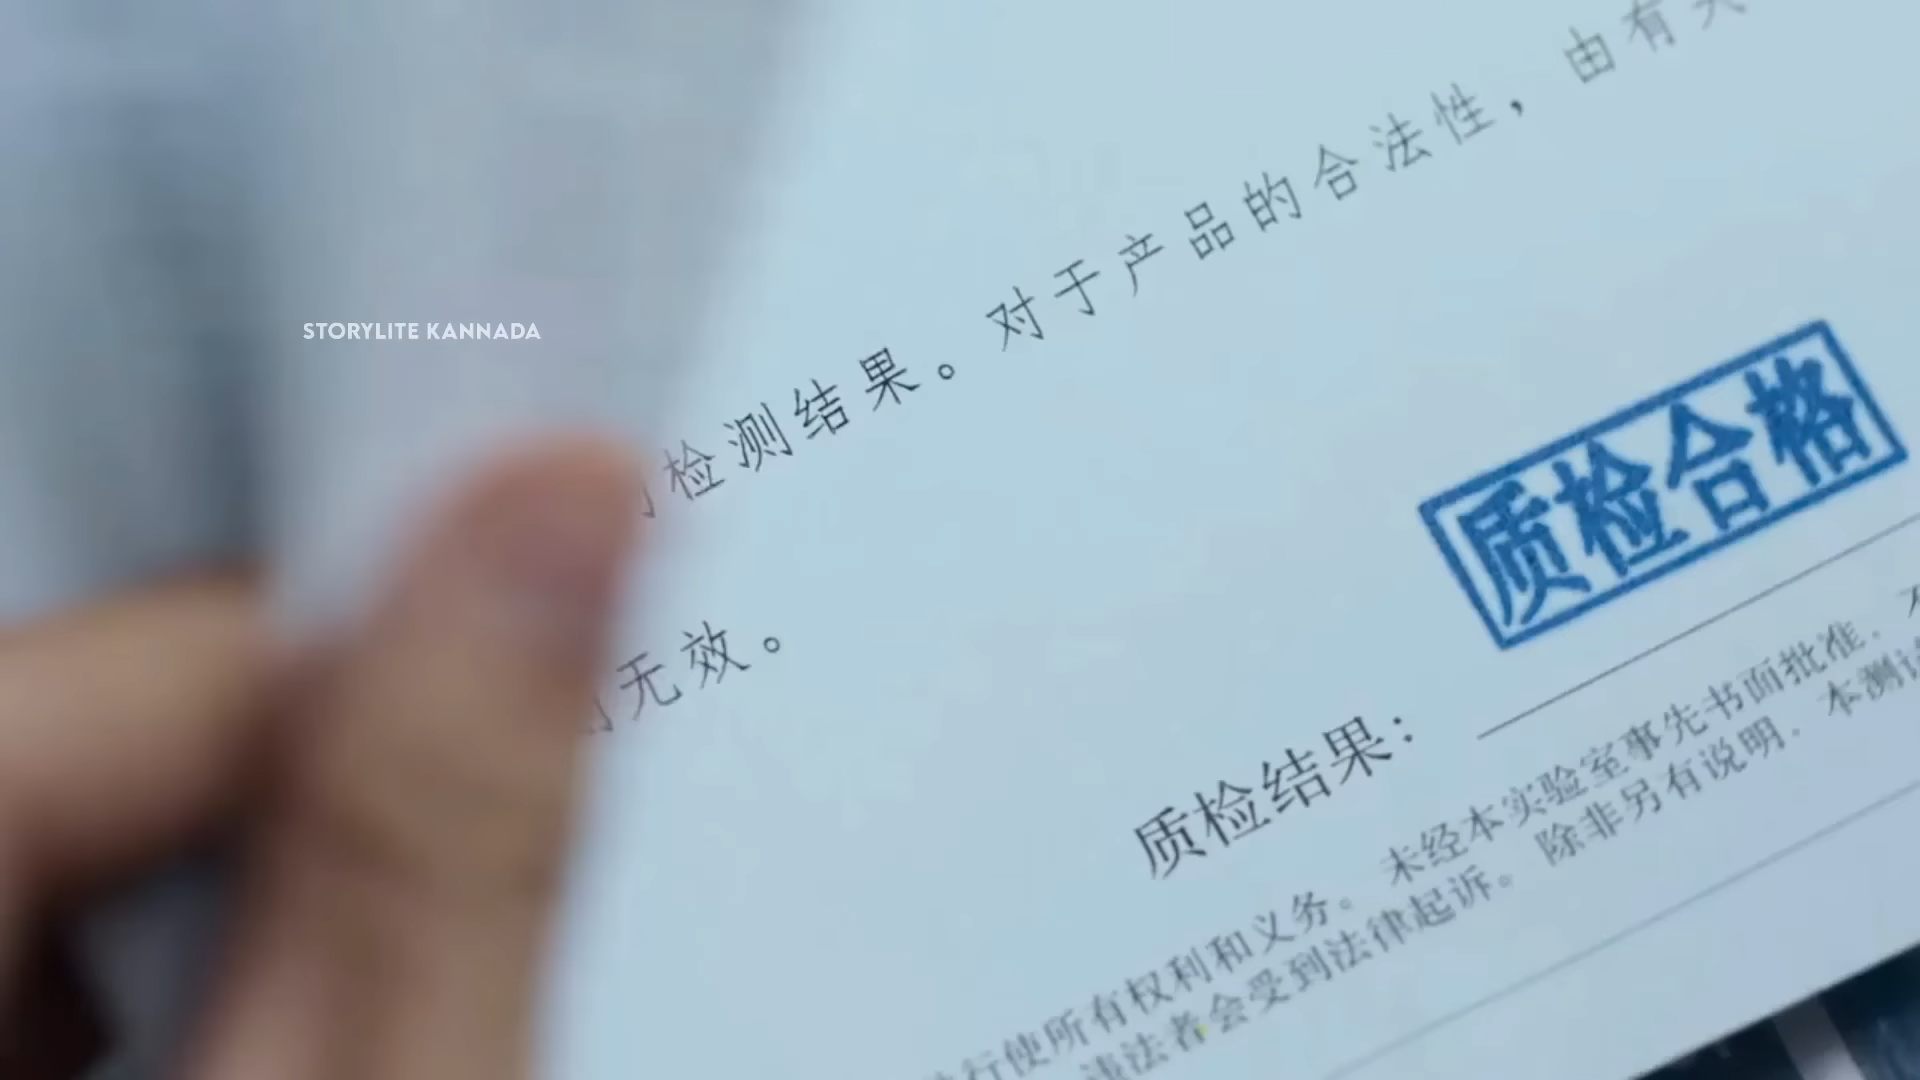 STORYLITE KANNADA
检测结果。对于产品的合法性，由有
无效。
质检合格
质检结果：
行使所有权利和义务。未经本实验室事先书面批准，不
违法者会受到法律起诉。除非另有说明，本测试